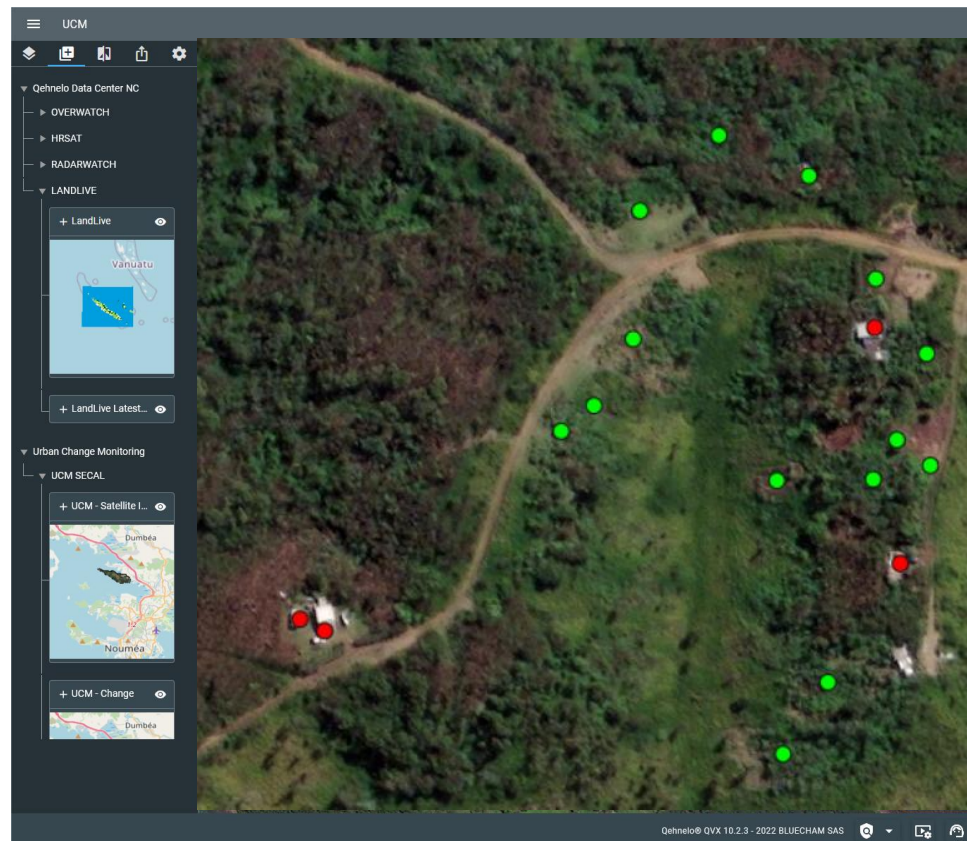 UCM
Qehnelo Data Center NC
OVERWATCH
HRSAT
RADARWATCH
LANDLIVE
+ LandLive
Vanuatu
+ LandLive Latest...
Urban Change Monitoring
UCM SECAL
+ UCM - Satellite I...
Dumbéa
Nouméa
+ UCM - Change
Dumbéa
Qehnelo® QVX 10.2.3 - 2022 BLUECHAM SAS